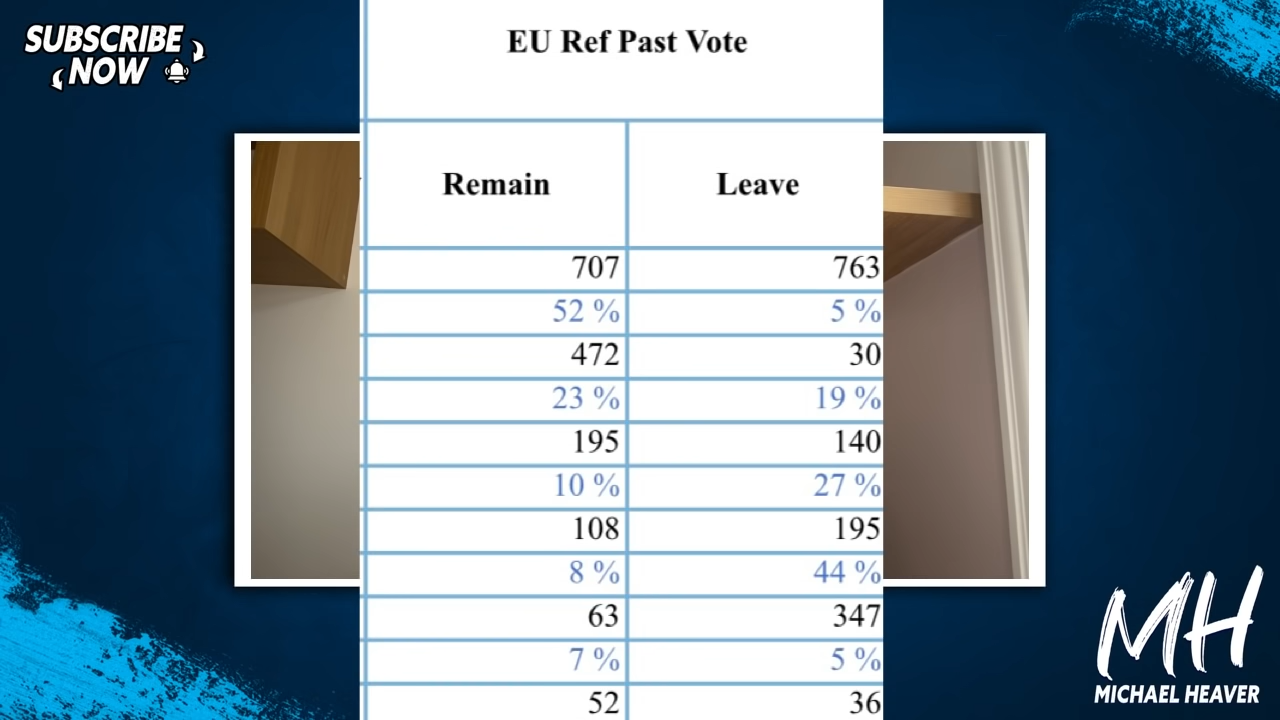 SUBSCRIBE
NOW
EU Ref Past Vote
Remain Leave
707 763
52 % 5 %
472 30
23 % 19 %
195 140
10 % 27 %
108 195
8 % 44 %
63 347
7 % 5 %
52 36
MH
MICHAEL HEAVER